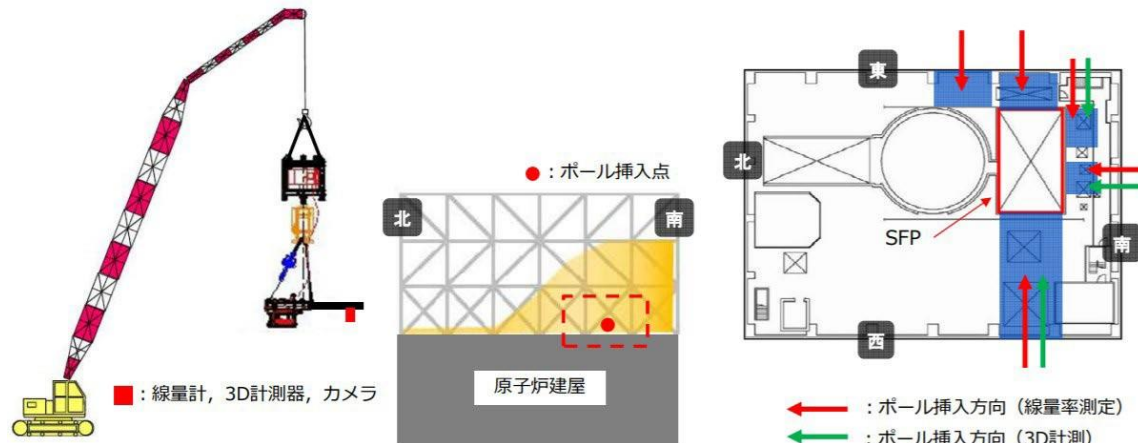 ：線量計，3D計測器，カメラ
：ポール挿入点
北
南
原子炉建屋
東
北
SFP
南
西
：ポール挿入方向（線量率測定）
：ポール挿入方向（3D計測）